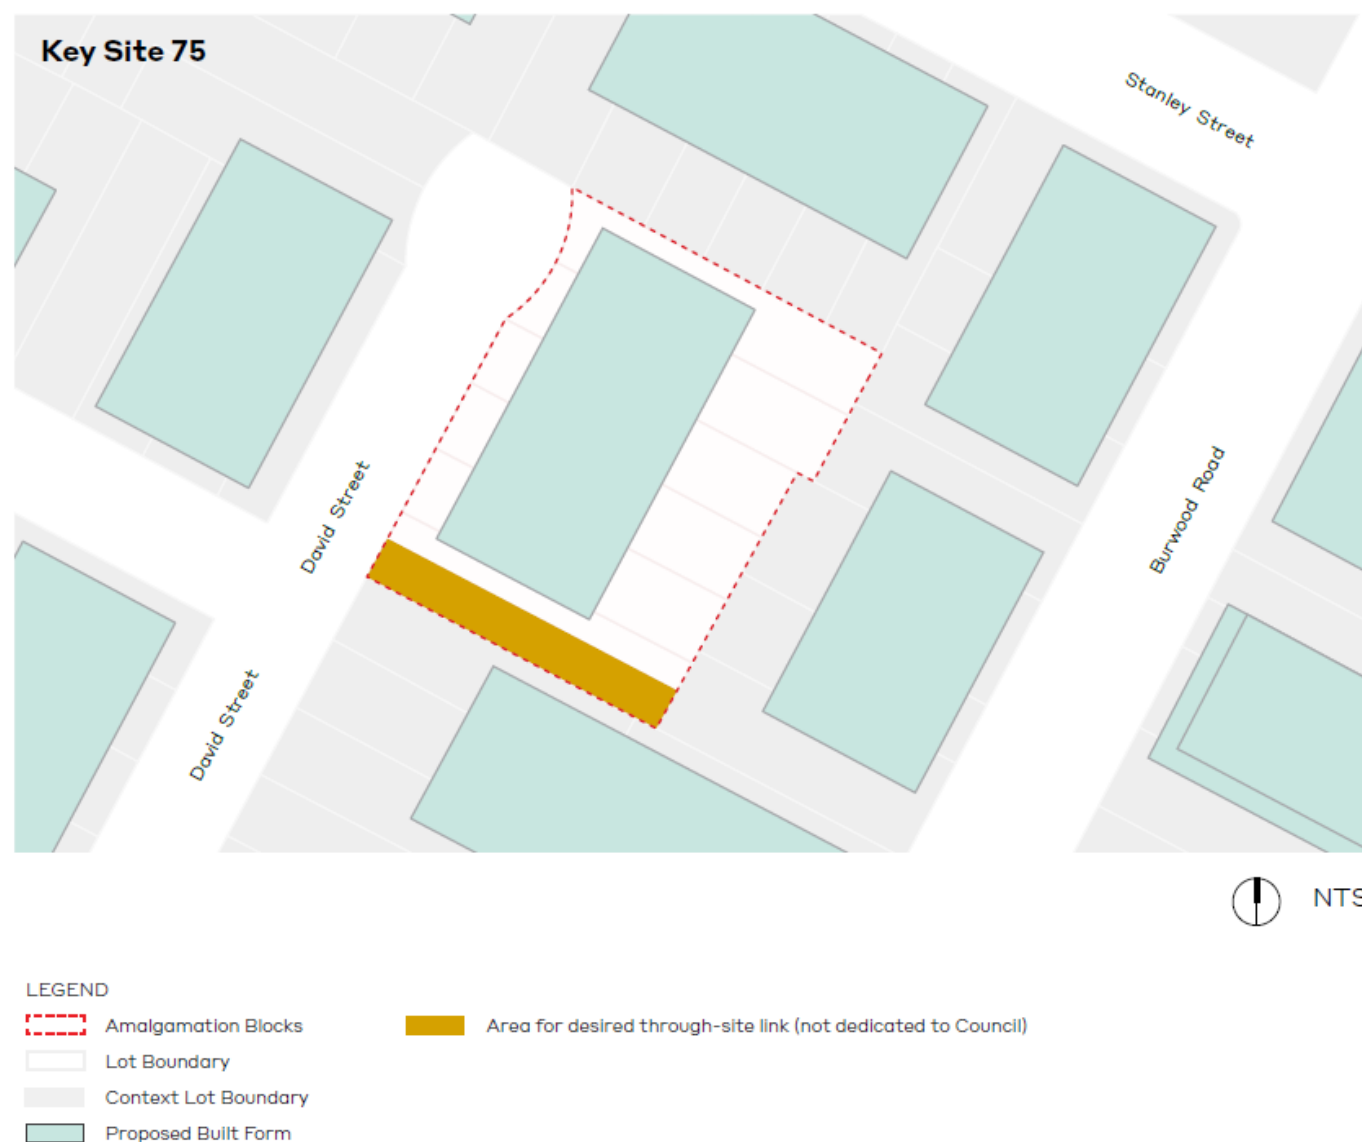 Key Site 75
Stanley Street
David Street
Burwood Road
David Street
NTS
LEGEND
Amalgamation Blocks
Area for desired through-site link (not dedicated to Council)
Lot Boundary
Context Lot Boundary
Proposed Built Form